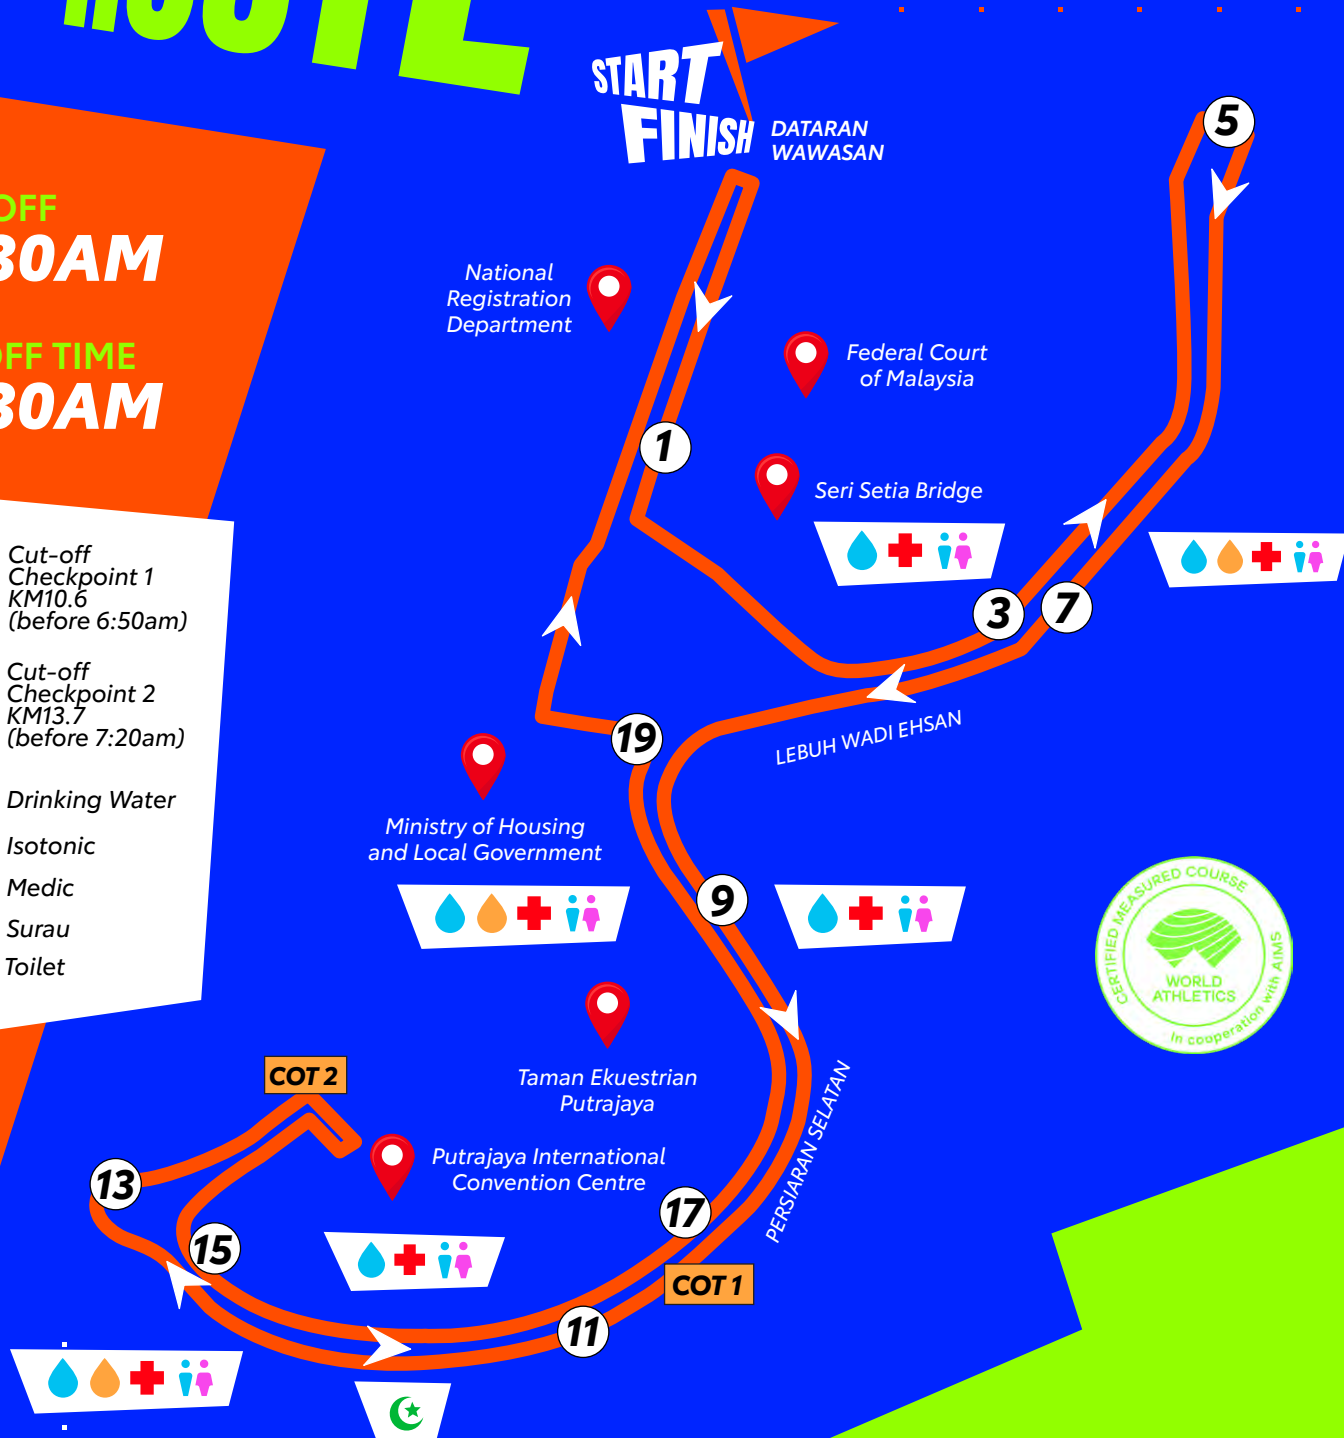 START
FINISH
DATARAN
WAWASAN
5
OFF
30AM
OFF TIME
30AM
National
Registration
Department
Federal Court
of Malaysia
1
Seri Setia Bridge
3
7
Cut-off
Checkpoint 1
KM10.6
(before 6:50am)
Cut-off
Checkpoint 2
KM13.7
(before 7:20am)
Drinking Water
Isotonic
Medic
Surau
Toilet
19
LEBUH WADI EHSAN
Ministry of Housing
and Local Government
9
CERTIFIED MEASURED COURSE
WORLD
ATHLETICS
In cooperation with AIMS
Taman Ekuestrian
Putrajaya
PERSIARAN SELATAN
COT 2
Putrajaya International
Convention Centre
13
17
15
COT 1
11